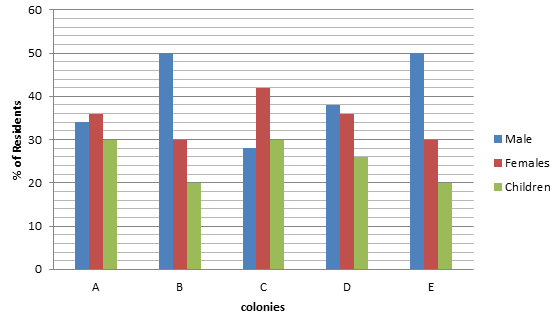 60
50
40
30
20
10
0
% of Residents
A B C D E
colonies
Male
Females
Children